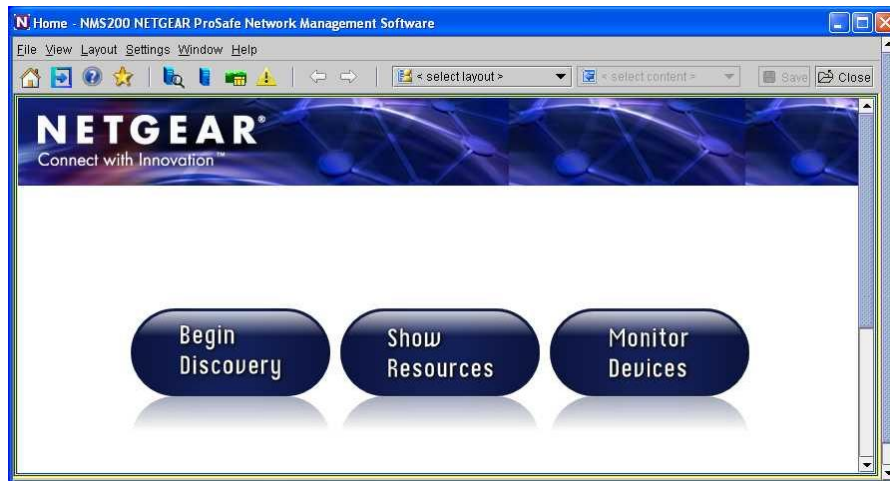 N Home - NMS200 NETGEAR ProSafe Network Management Software
File View Layout Settings Window Help
< select layout > < select content > Save Close
NETGEAR®
Connect with Innovation™
Begin
Discovery
Show
Resources
Monitor
Devices